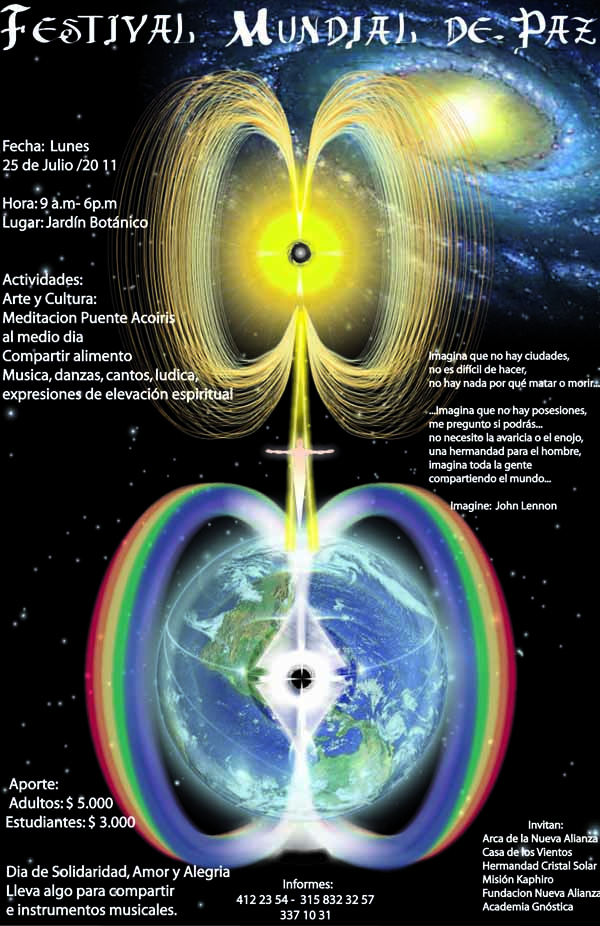 Festival Mundial de Paz
Fecha: Lunes
25 de Julio /20 11
Hora: 9 a.m- 6p.m
Lugar: Jardín Botánico
Actividades:
Arte y Cultura:
Meditacion Puente Acoiris
al medio dia
Compartir alimento
Musica, danzas, cantos, ludica,
expresiones de elevación espiritual
Imagina que no hay ciudades,
no es difícil de hacer,
no hay nada por qué matar o morir...
...Imagina que no hay posesiones,
me pregunto si podrás...
no necesito la avaricia o el enojo,
una hermandad para el hombre,
imagina toda la gente
compartiendo el mundo...
Imagine: John Lennon
Aporte:
Adultos: $ 5.000
Estudiantes: $ 3.000
Dia de Solidaridad, Amor y Alegria
Lleva algo para compartir
e instrumentos musicales.
Informes:
412 23 54 - 315 832 32 57
337 10 31
Invitan:
Arca de la Nueva Alianza
Casa de los Vientos
Hermandad Cristal Solar
Misión Kaphiro
Fundacion Nueva Alianza
Academia Gnóstica